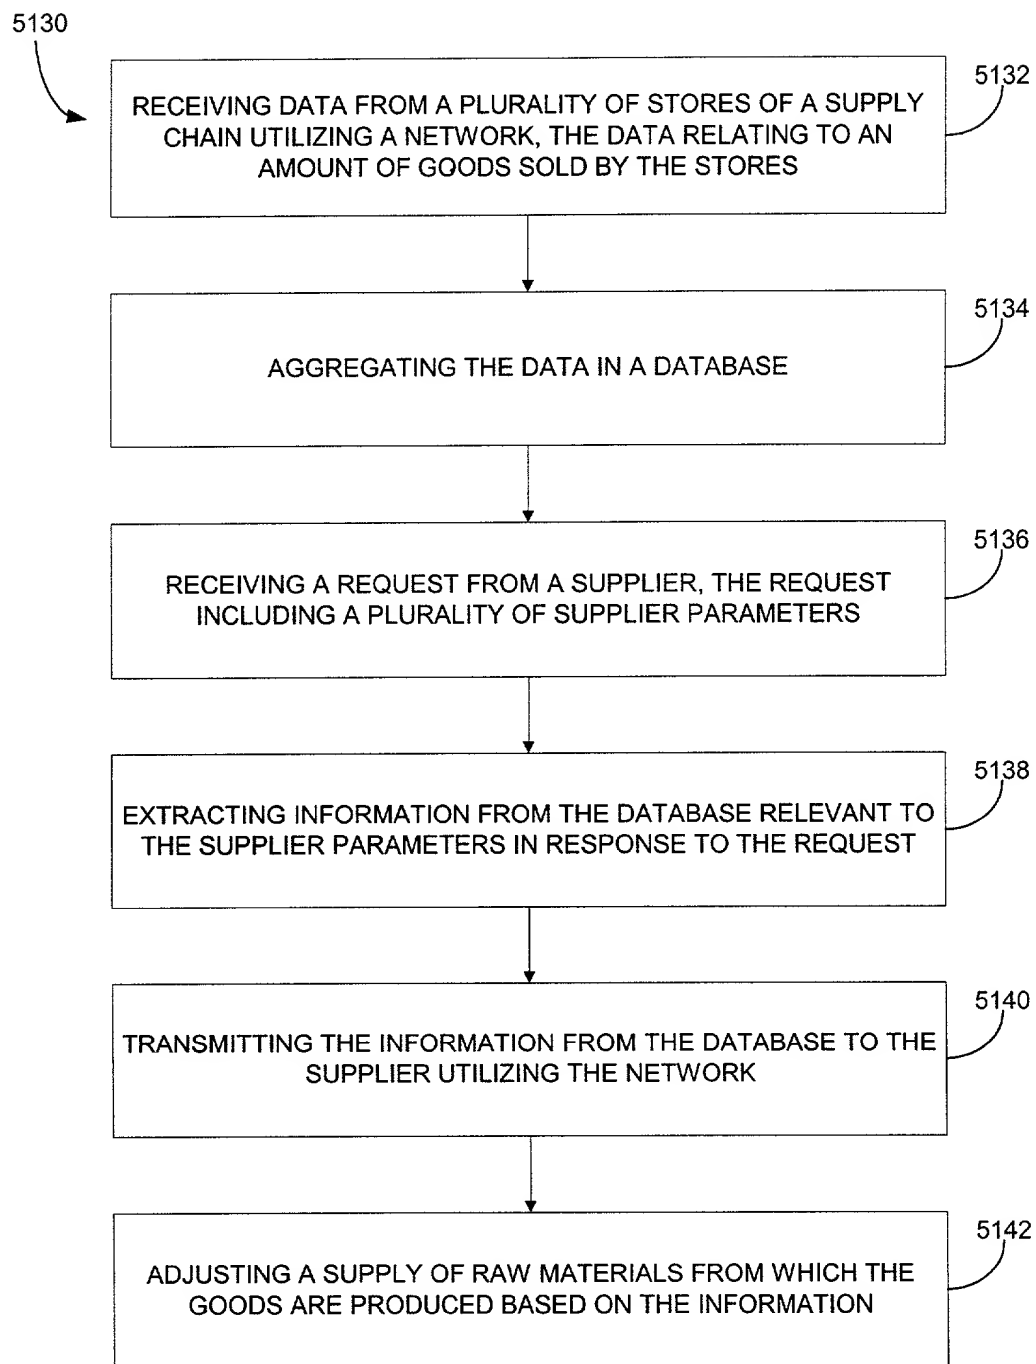 5130
5132
RECEIVING DATA FROM A PLURALITY OF STORES OF A SUPPLY
CHAIN UTILIZING A NETWORK, THE DATA RELATING TO AN
AMOUNT OF GOODS SOLD BY THE STORES
5134
AGGREGATING THE DATA IN A DATABASE
5136
RECEIVING A REQUEST FROM A SUPPLIER, THE REQUEST
INCLUDING A PLURALITY OF SUPPLIER PARAMETERS
5138
EXTRACTING INFORMATION FROM THE DATABASE RELEVANT TO
THE SUPPLIER PARAMETERS IN RESPONSE TO THE REQUEST
5140
TRANSMITTING THE INFORMATION FROM THE DATABASE TO THE
SUPPLIER UTILIZING THE NETWORK
5142
ADJUSTING A SUPPLY OF RAW MATERIALS FROM WHICH THE
GOODS ARE PRODUCED BASED ON THE INFORMATION